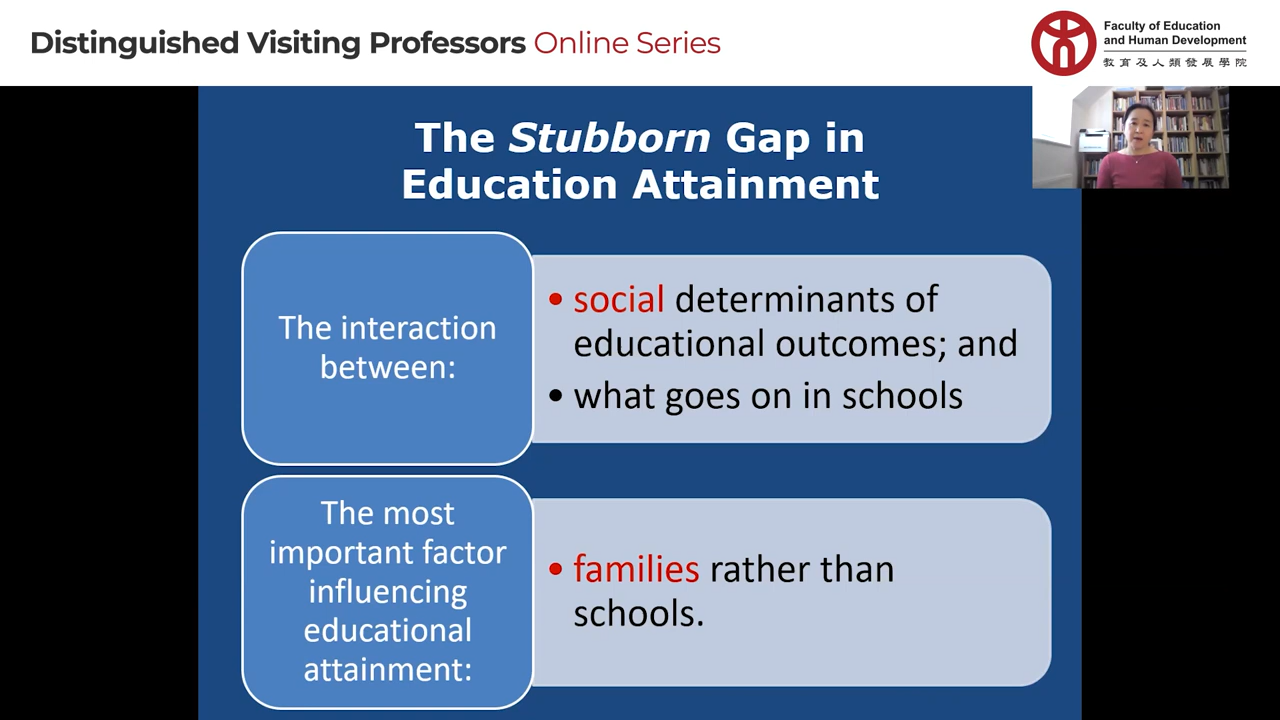 Distinguished Visiting Professors Online Series
Faculty of Education
and Human Development
教育及人類發展學院
The Stubborn Gap in
Education Attainment
The interaction
between:
• social determinants of
educational outcomes; and
• what goes on in schools
The most
important factor
influencing
educational
attainment:
• families rather than
schools.